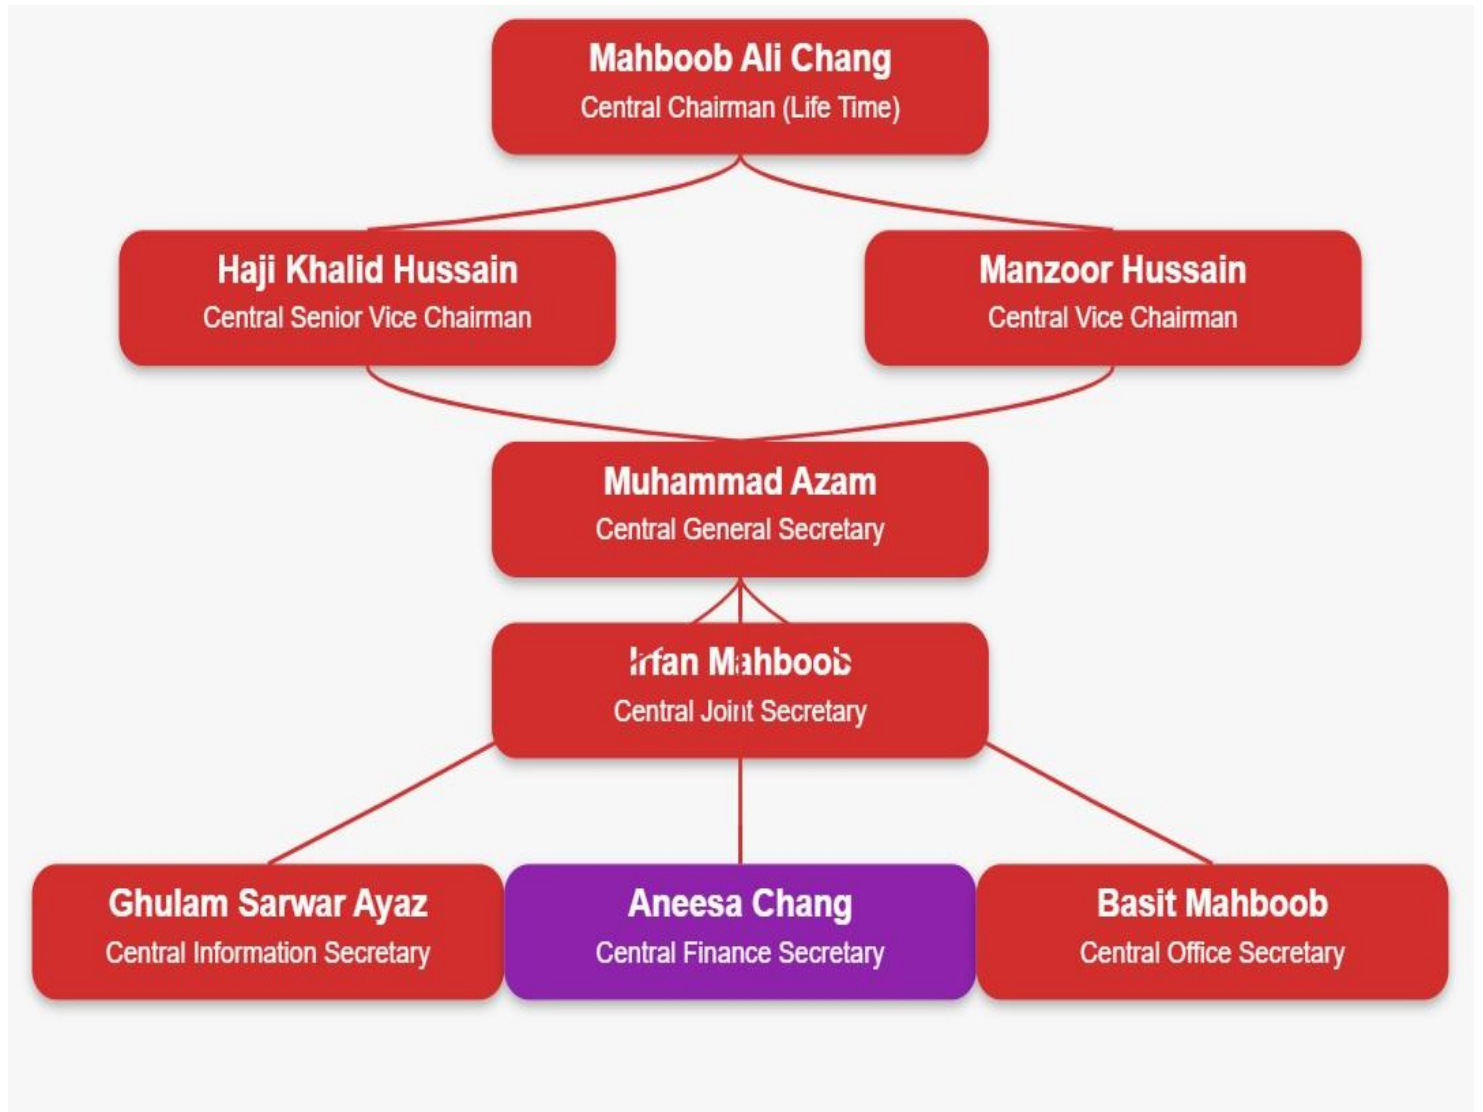 Mahboob Ali Chang
Central Chairman (Life Time)
Haji Khalid Hussain
Central Senior Vice Chairman
Manzoor Hussain
Central Vice Chairman
Muhammad Azam
Central General Secretary
Irfan Mahboob
Central Joint Secretary
Ghulam Sarwar Ayaz
Central Information Secretary
Aneesa Chang
Central Finance Secretary
Basit Mahboob
Central Office Secretary